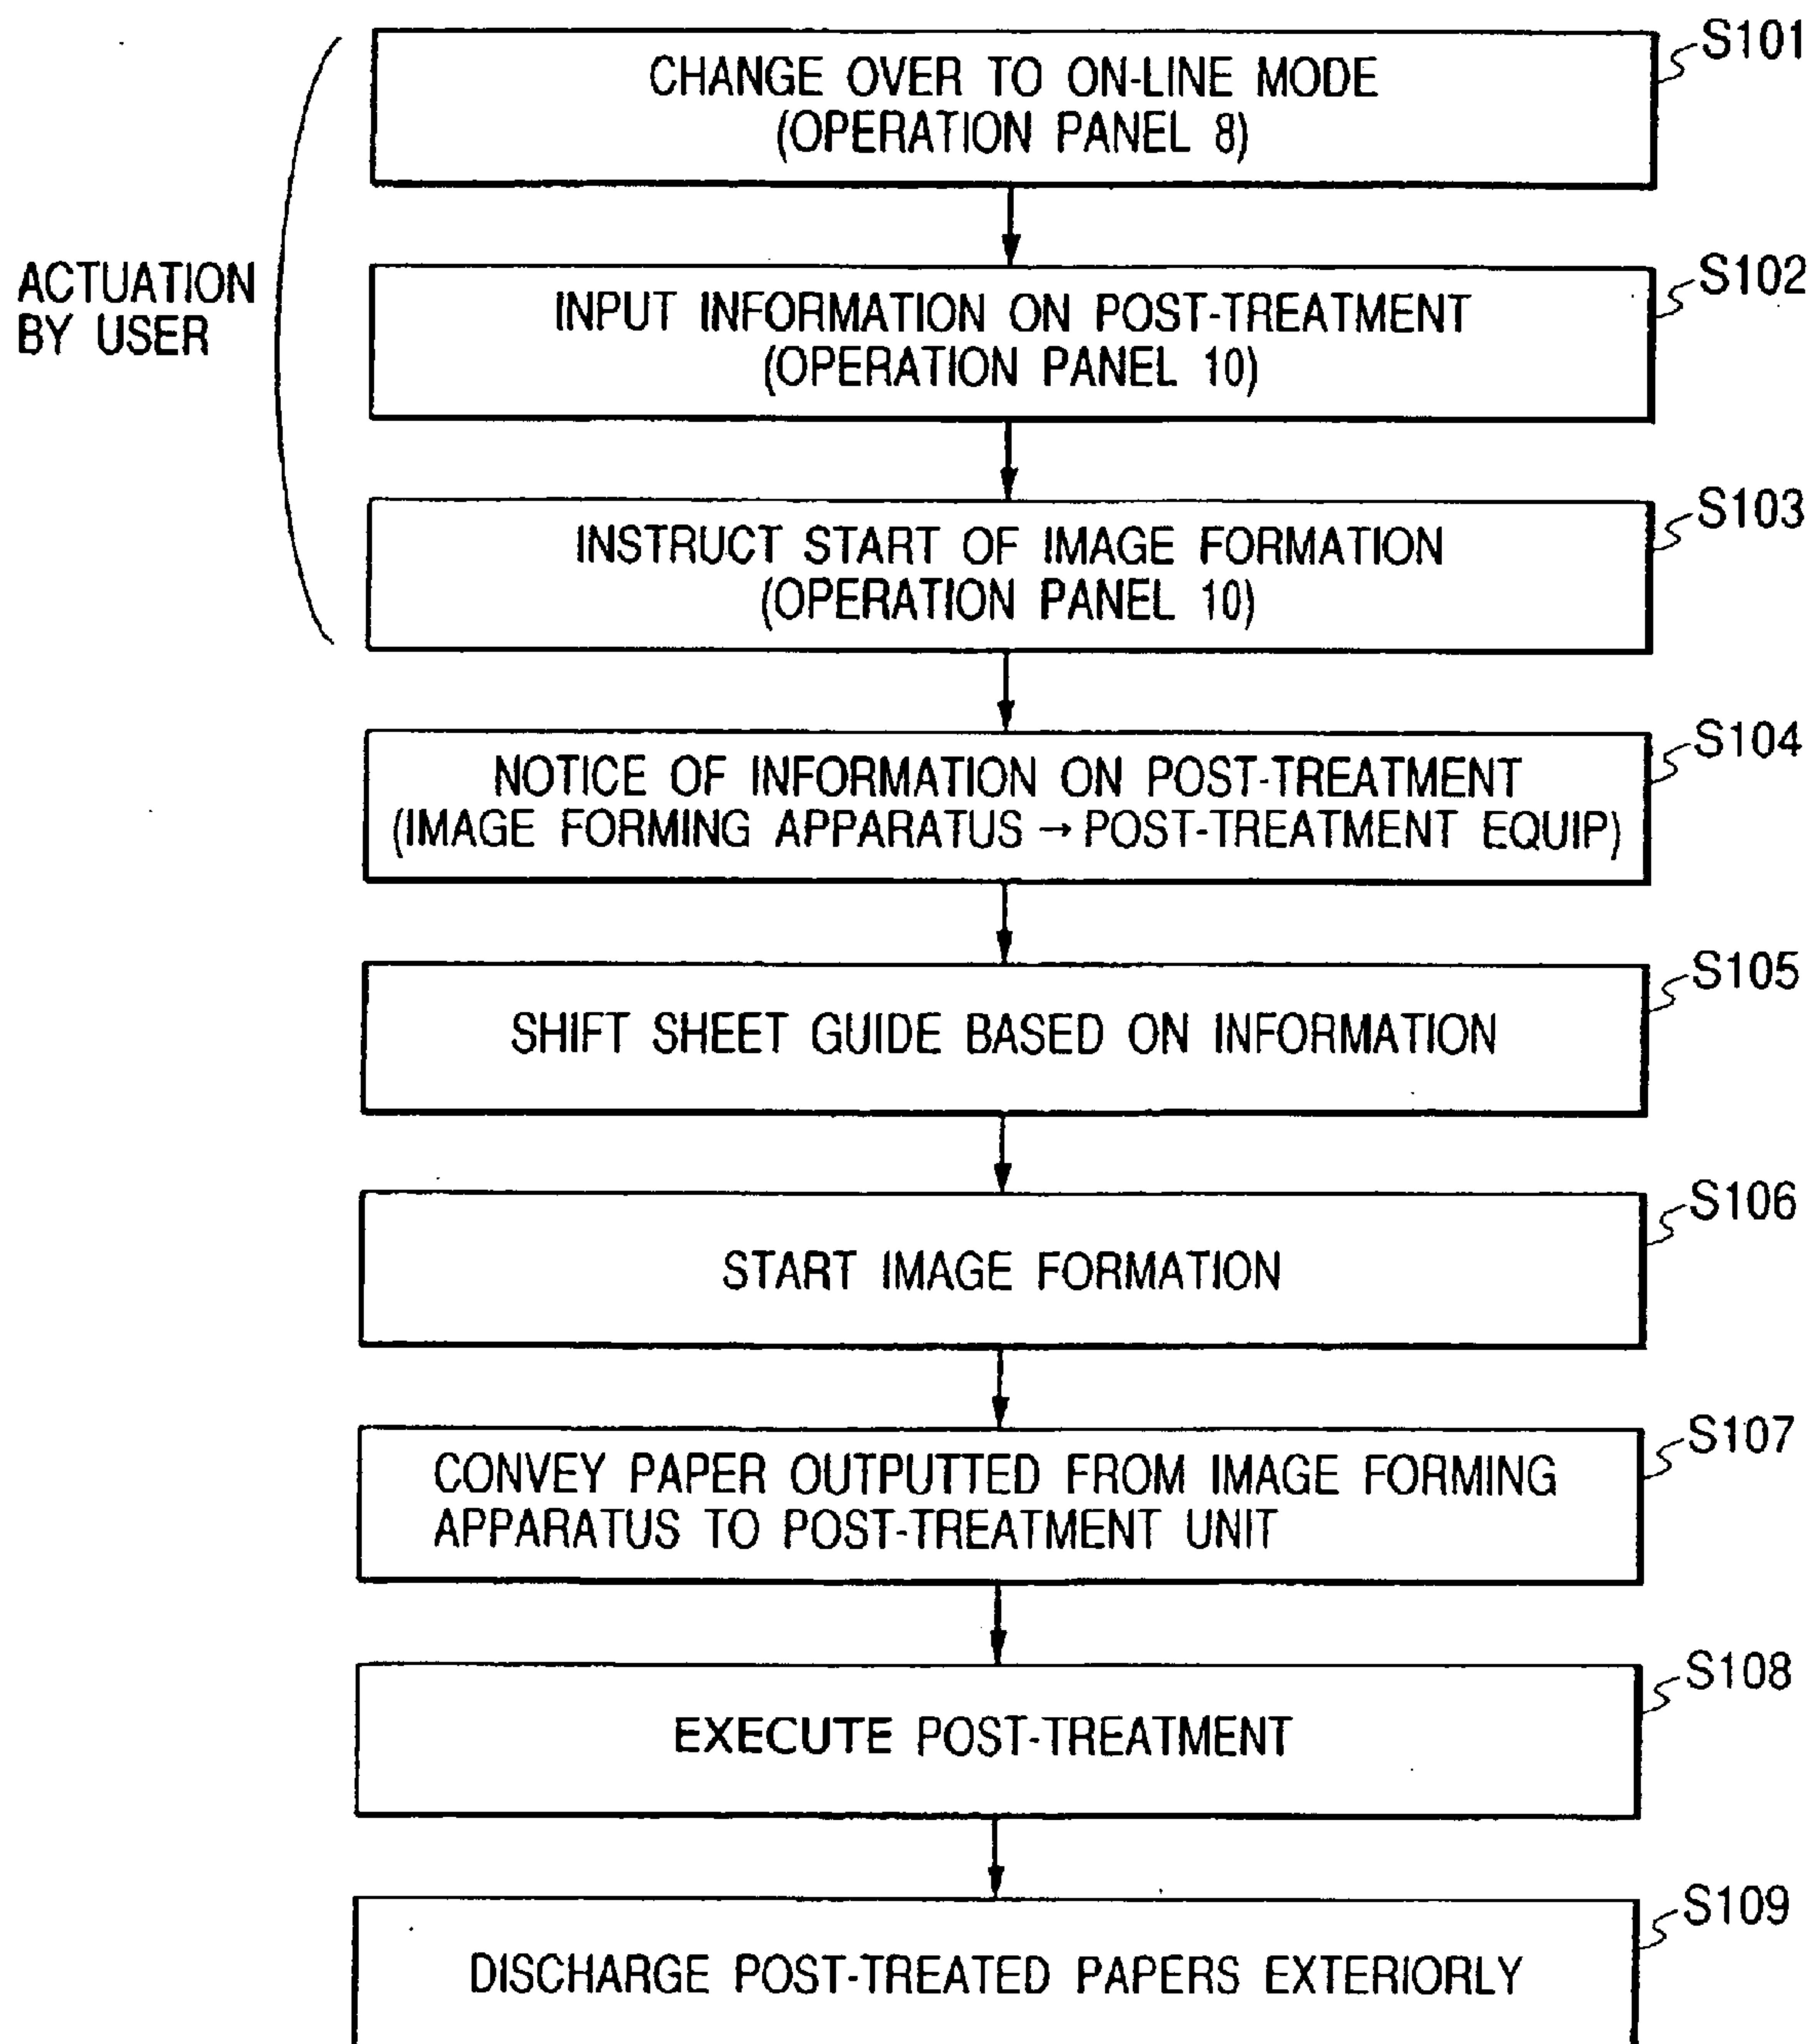 S101
CHANGE OVER TO ON-LINE MODE
(OPERATION PANEL 8)
ACTUATION
BY USER
S102
INPUT INFORMATION ON POST-TREATMENT
(OPERATION PANEL 10)
S103
INSTRUCT START OF IMAGE FORMATION
(OPERATION PANEL 10)
S104
NOTICE OF INFORMATION ON POST-TREATMENT
(IMAGE FORMING APPARATUS → POST-TREATMENT EQUIP)
S105
SHIFT SHEET GUIDE BASED ON INFORMATION
S106
START IMAGE FORMATION
S107
CONVEY PAPER OUTPUTTED FROM IMAGE FORMING
APPARATUS TO POST-TREATMENT UNIT
S108
EXECUTE POST-TREATMENT
S109
DISCHARGE POST-TREATED PAPERS EXTERIORLY